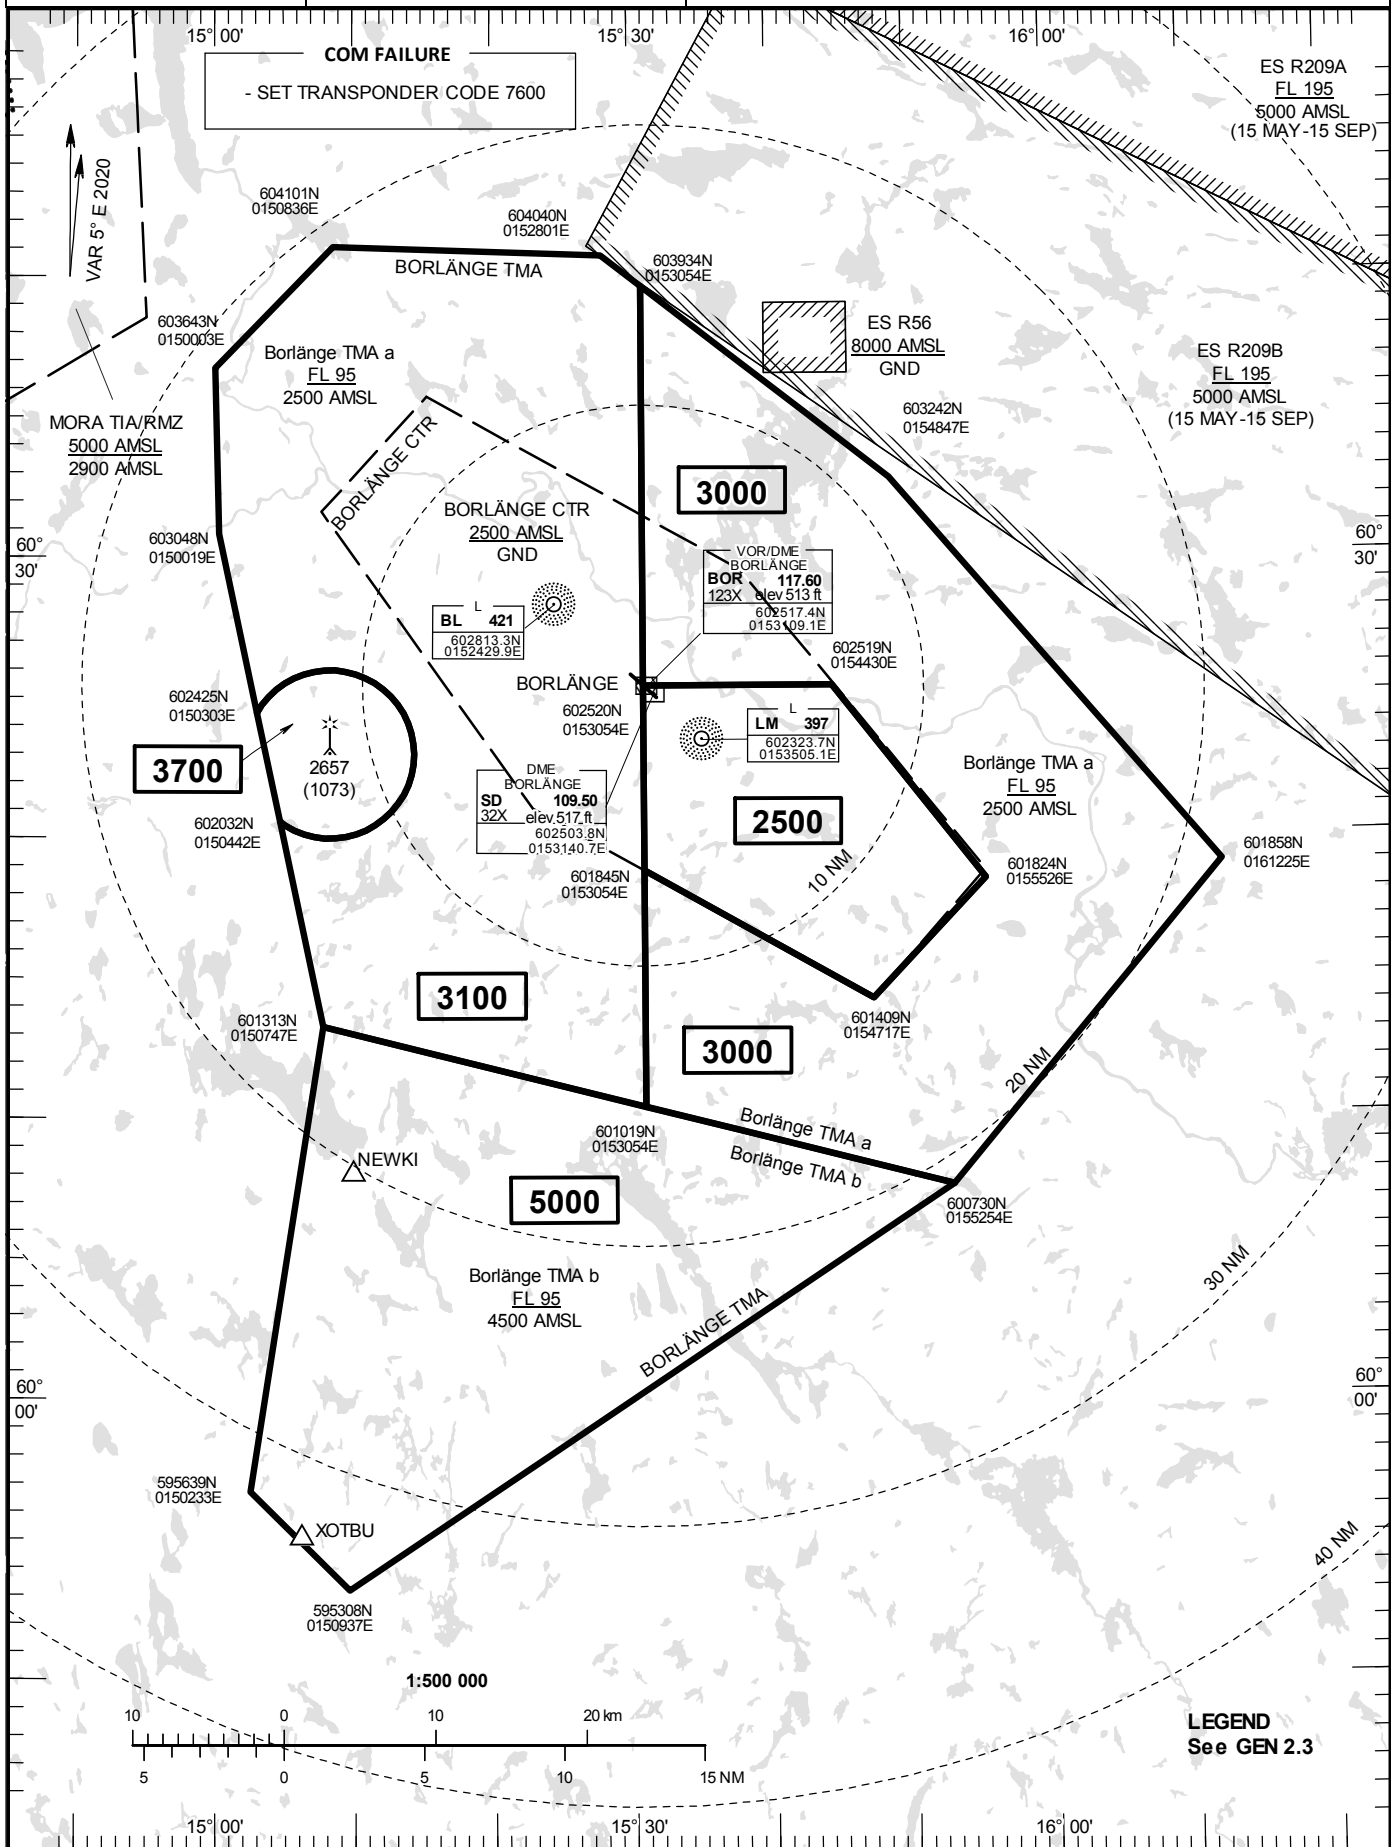 15°00'
15°30'
16°00'
COM FAILURE
- SET TRANSPONDER CODE 7600
ES R209A
FL 195
5000 AMSL
(15 MAY-15 SEP)
VAR 5° E 2020
604101N
0150836E
604040N
0152801E
BORLÄNGE TMA
603934N
0153054E
603643N
0150003E
Borlänge TMA a
FL 95
2500 AMSL
ES R56
8000 AMSL
GND
ES R209B
FL 195
5000 AMSL
(15 MAY-15 SEP)
MORA TIA/RMZ
5000 AMSL
2900 AMSL
603242N
0154847E
BORLÄNGE CTR
3000
BORLÄNGE CTR
2500 AMSL
GND
603048N
0150019E
60°
30'
60°
30'
VOR/DME
BORLÄNGE
BOR 117.60
123X elev 513 ft
602517.4N
0153109.1E
L
BL 421
602813.3N
0152429.9E
602519N
0154430E
BORLÄNGE
602425N
0150303E
602520N
0153054E
L
LM 397
602323.7N
0153505.1E
3700
2657
(1073)
DME
BORLÄNGE
SD 109.50
32X elev 517 ft
602503.8N
0153140.7E
Borlänge TMA a
FL 95
2500 AMSL
2500
602032N
0150442E
10 NM
601858N
0161225E
601824N
0155526E
601845N
0153054E
3100
601409N
0154717E
601313N
0150747E
3000
20 NM
601019N
0153054E
Borlänge TMA a
Borlänge TMA b
NEWKI
5000
600730N
0155254E
30 NM
Borlänge TMA b
FL 95
4500 AMSL
BORLÄNGE TMA
60°
00'
60°
00'
595639N
0150233E
XOTBU
40 NM
595308N
0150937E
1:500 000
10 0 10 20 km
5 0 5 10 15 NM
LEGEND
See GEN 2.3
15°00'
15°30'
16°00'